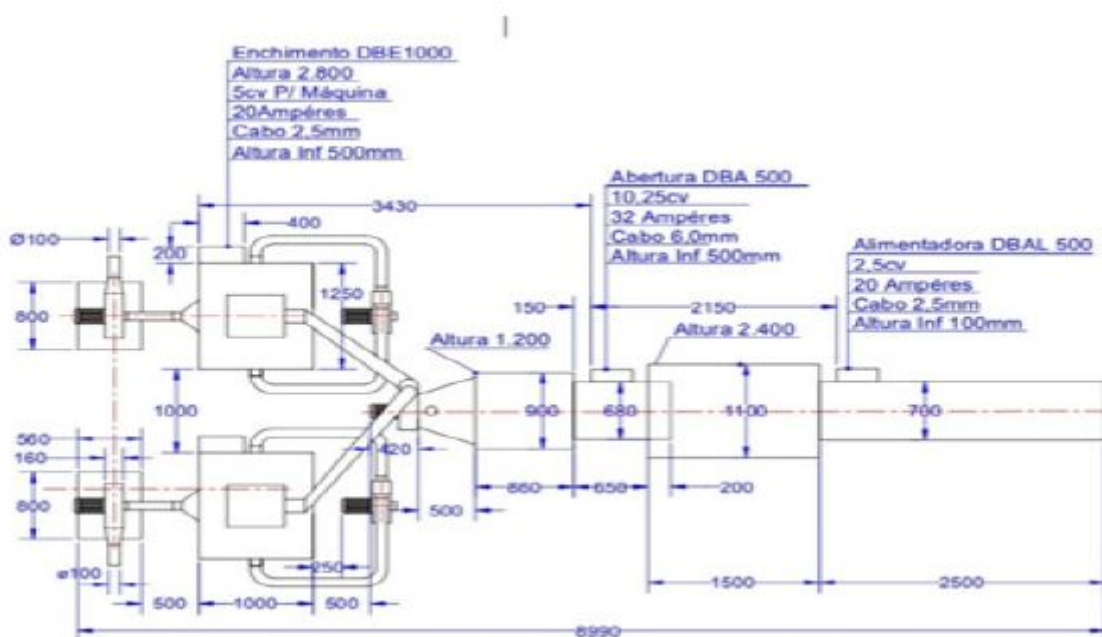 Enchimento DBE1000
Altura 2.800
5cv P/ Máquina
20Ampéres
Cabo 2,5mm
Altura Inf 500mm
Abertura DBA 500
10,25cv
32 Ampéres
Cabo 6,0mm
Altura Inf 500mm
Alimentadora DBAL 500
2,5cv
20 Ampéres
Cabo 2,5mm
Altura Inf 100mm
3430
400
Ø100
200
1250
150
2150
800
Altura 1.200
Altura 2.400
1000
900
680
1100
700
560
160
420
800
860
650
200
500
ø100
250
500
1000
500
1500
2500
8990